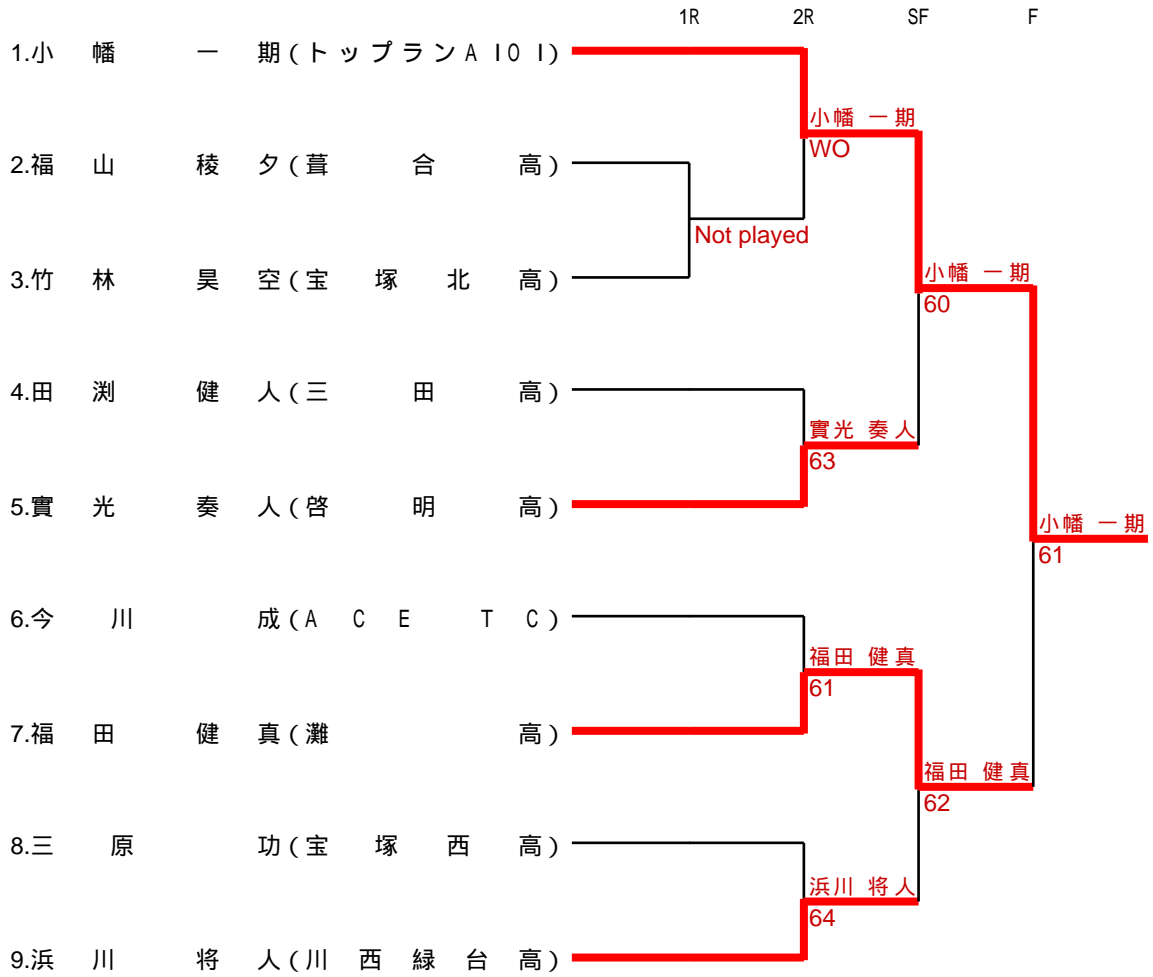 1R 2R SF F
1.小幡 一期(トップランAIOI)
小幡 一期
WO
2.福山 稜夕(葺合高)
Not played
3.竹林 昊空(宝塚北高)
小幡 一期
60
4.田渕 健人(三田高)
實光 奏人
63
5.實光 奏人(啓明高)
小幡 一期
61
6.今川 成(ACE TC)
福田 健真
61
7.福田 健真(灘高)
福田 健真
62
8.三原 功(宝塚西高)
浜川 将人
64
9.浜川 将人(川西緑台高)